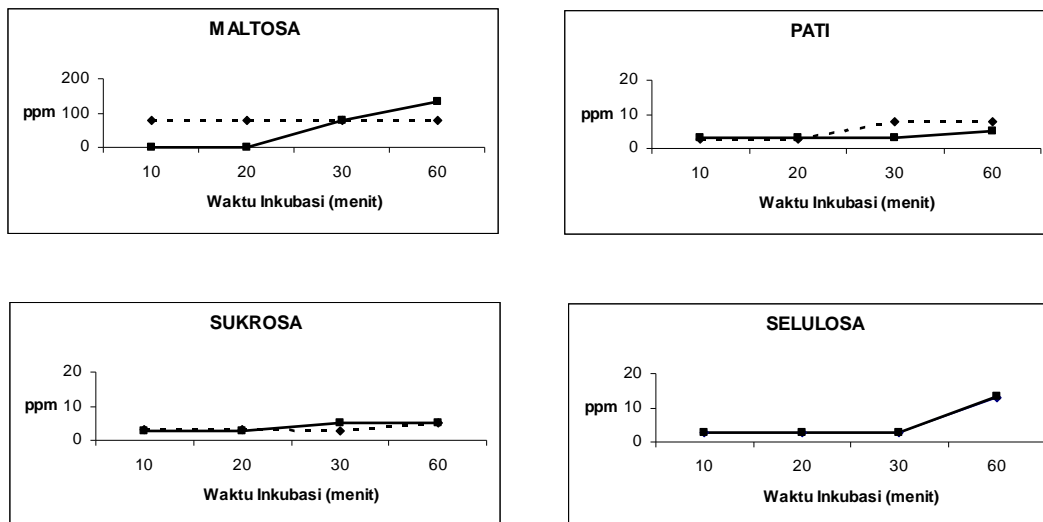 MALTOSA
200
ppm 100
0
10 20 30 60
Waktu Inkubasi (menit)
PATI
20
ppm 10
0
10 20 30 60
Waktu Inkubasi (menit)
SUKROSA
20
ppm 10
0
10 20 30 60
Waktu Inkubasi (menit)
SELULOSA
20
ppm 10
0
10 20 30 60
Waktu Inkubasi (menit)